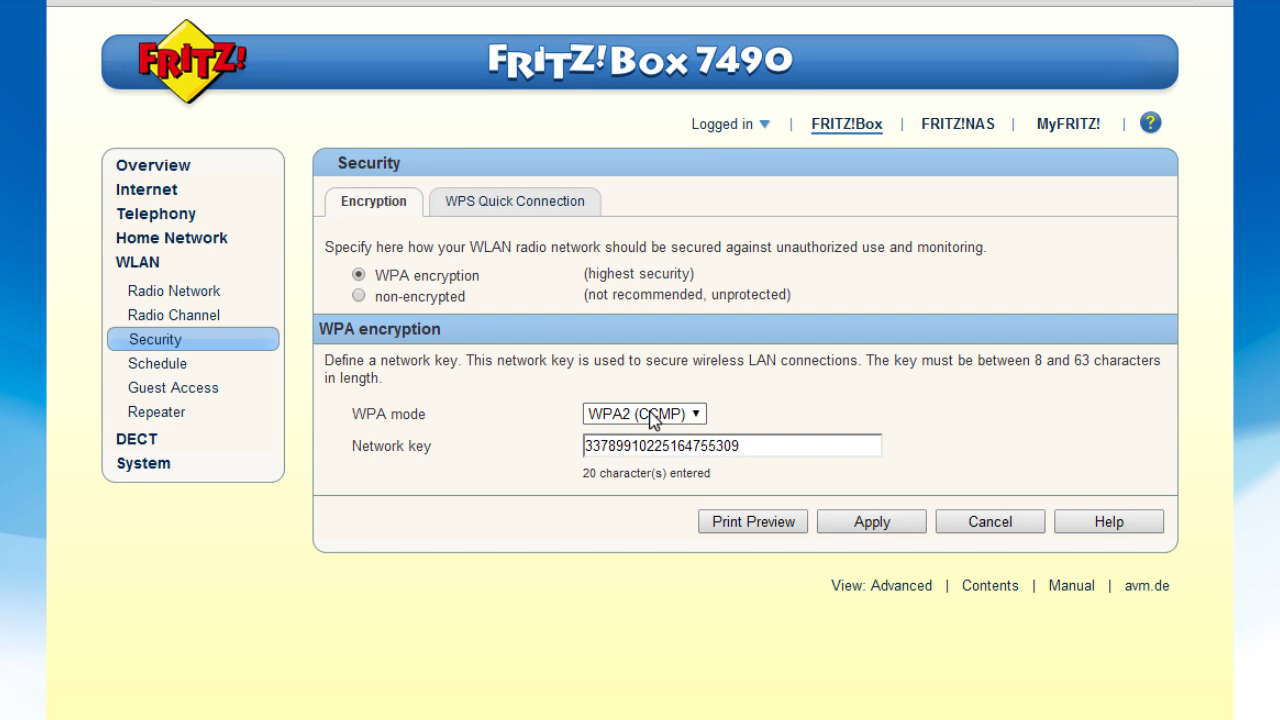 FRITZ!
FRITZ!Box 7490
Logged in | FRITZ!Box | FRITZ!NAS | MyFRITZ! | ?
Overview
Internet
Telephony
Home Network
WLAN
Radio Network
Radio Channel
Security
Schedule
Guest Access
Repeater
DECT
System
Security
Encryption WPS Quick Connection
Specify here how your WLAN radio network should be secured against unauthorized use and monitoring.
WPA encryption (highest security)
non-encrypted (not recommended, unprotected)
WPA encryption
Define a network key. This network key is used to secure wireless LAN connections. The key must be between 8 and 63 characters
in length.
WPA mode WPA2 (CCMP)
Network key 33789910225164755309
20 character(s) entered
Print Preview Apply Cancel Help
View: Advanced | Contents | Manual | avm.de